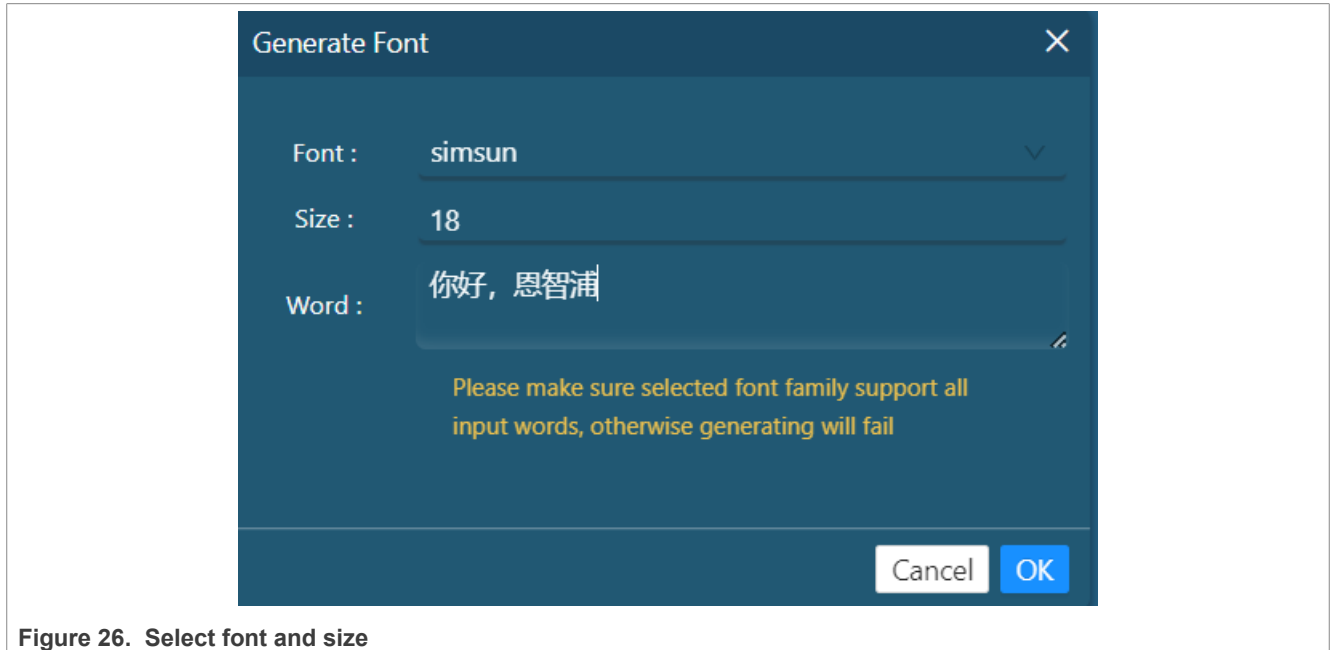 Generate Font
Font : simsun
Size : 18
Word : 你好，恩智浦
Please make sure selected font family support all
input words, otherwise generating will fail
Cancel OK
Figure 26. Select font and size